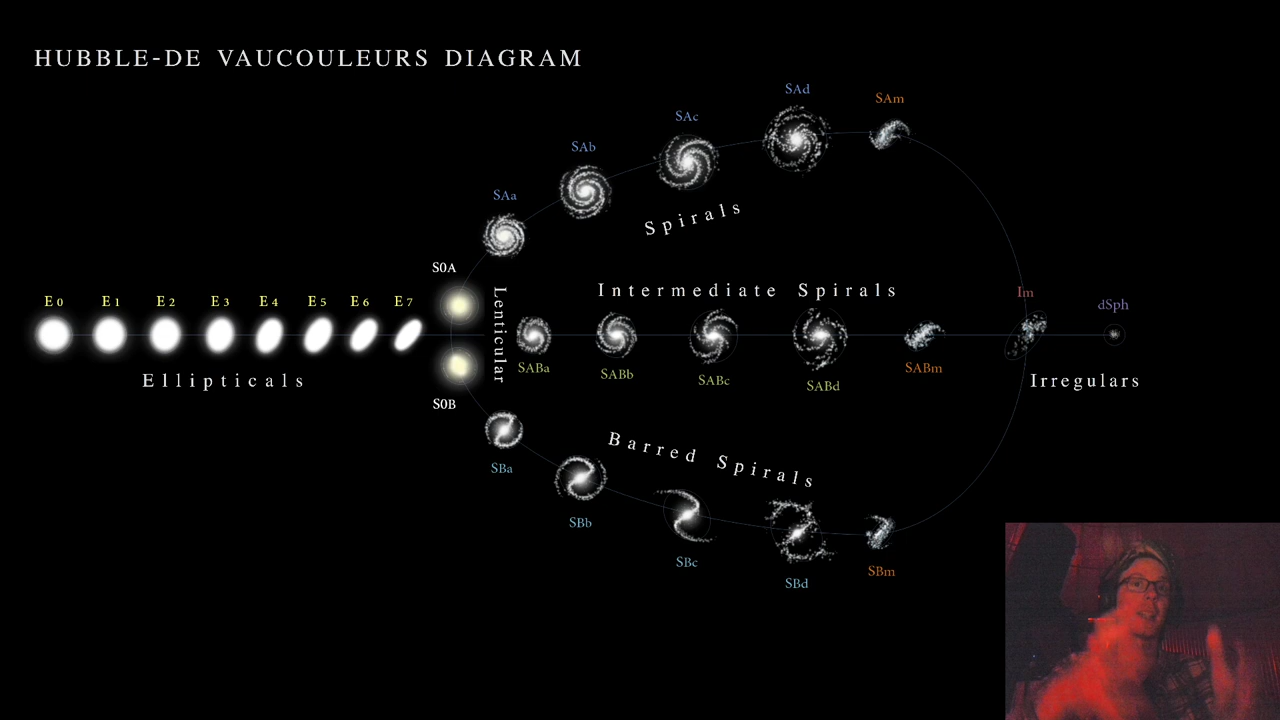 HUBBLE-DE VAUCOULEURS DIAGRAM
SAa
SAb
SAc
SAd
SAm
Spirals
S0A
E0 E1 E2 E3 E4 E5 E6 E7
Ellipticals
Lenticular
S0B
Intermediate Spirals
SABa
SABb
SABc
SABd
SABm
Im
dSph
Irregulars
Barred Spirals
SBa
SBb
SBc
SBd
SBm